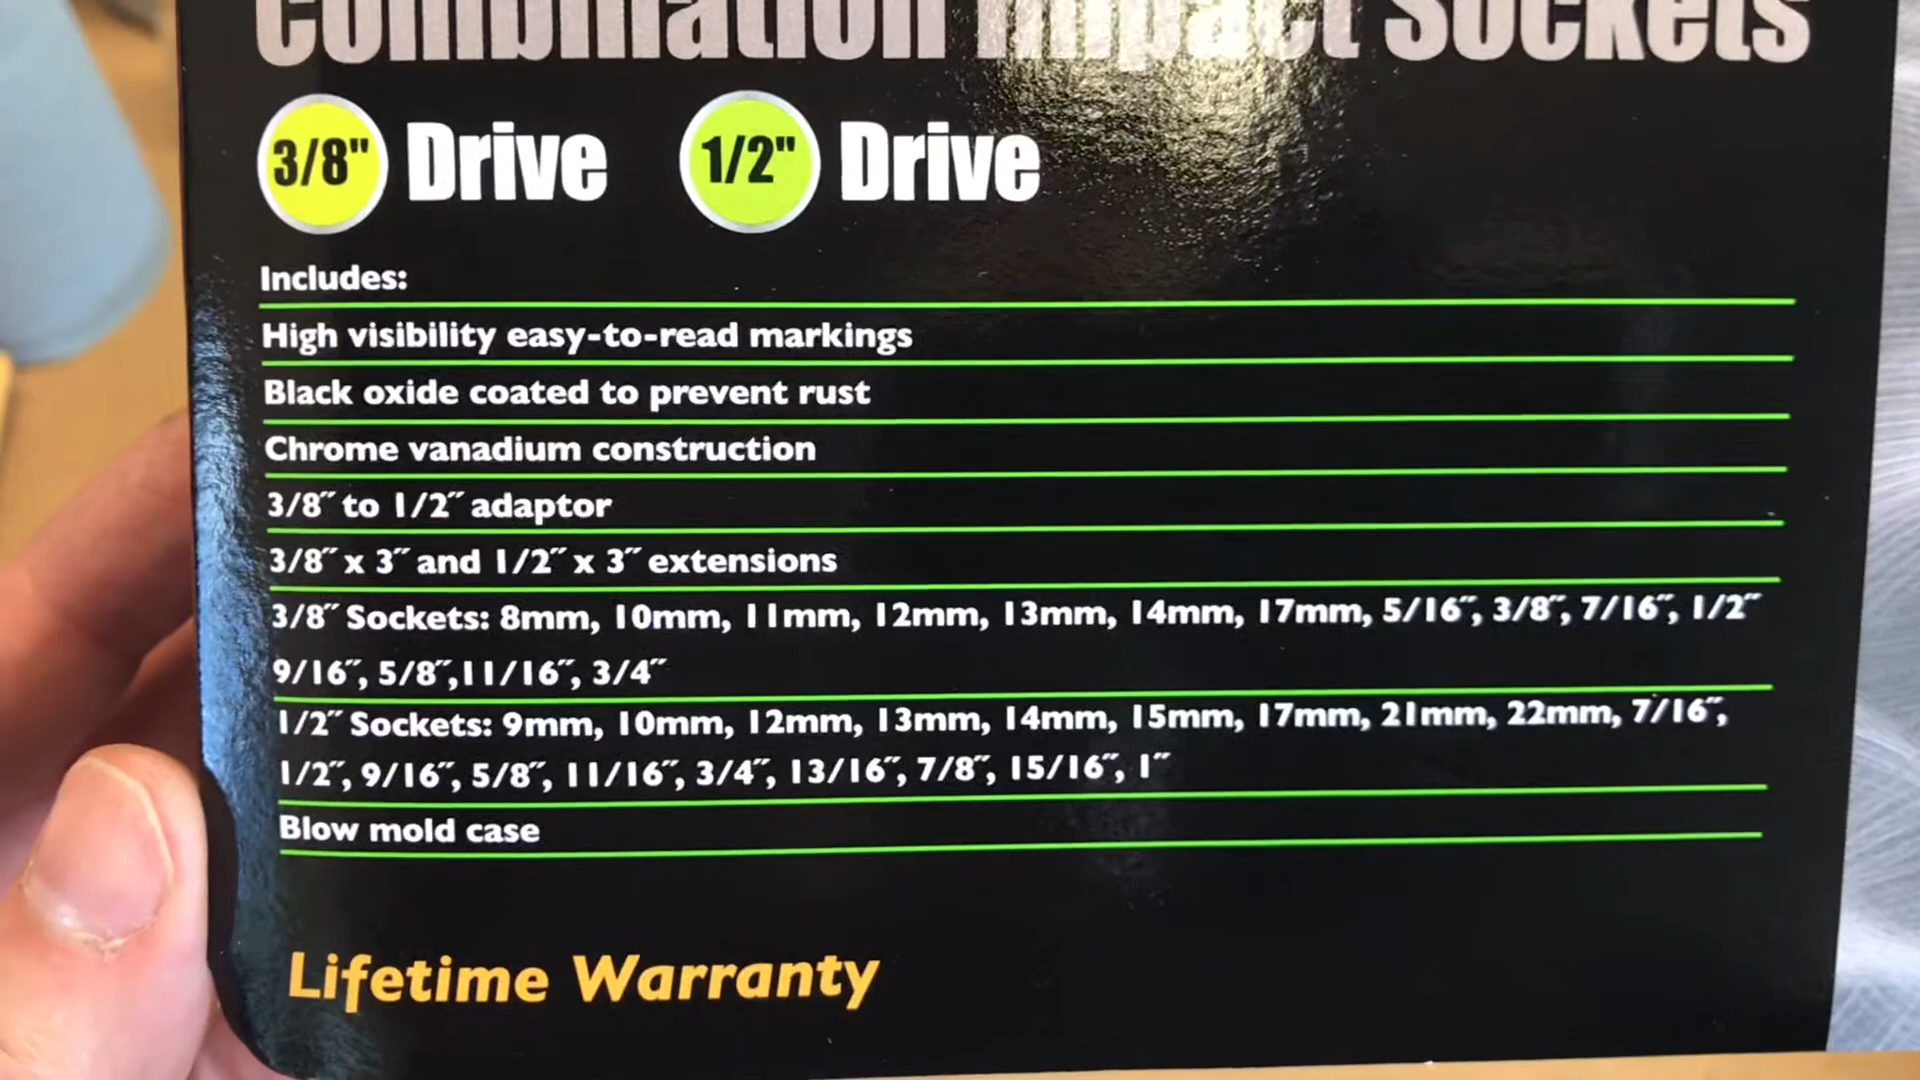 Combination Impact Sockets
3/8" Drive 1/2" Drive
Includes:
High visibility easy-to-read markings
Black oxide coated to prevent rust
Chrome vanadium construction
3/8″ to 1/2″ adaptor
3/8″ x 3″ and 1/2″ x 3″ extensions
3/8″ Sockets: 8mm, 10mm, 11mm, 12mm, 13mm, 14mm, 17mm, 5/16″, 3/8″, 7/16″, 1/2″
9/16″, 5/8″,11/16″, 3/4″
1/2″ Sockets: 9mm, 10mm, 12mm, 13mm, 14mm, 15mm, 17mm, 21mm, 22mm, 7/16″,
1/2″, 9/16″, 5/8″, 11/16″, 3/4″, 13/16″, 7/8″, 15/16″, 1″
Blow mold case
Lifetime Warranty